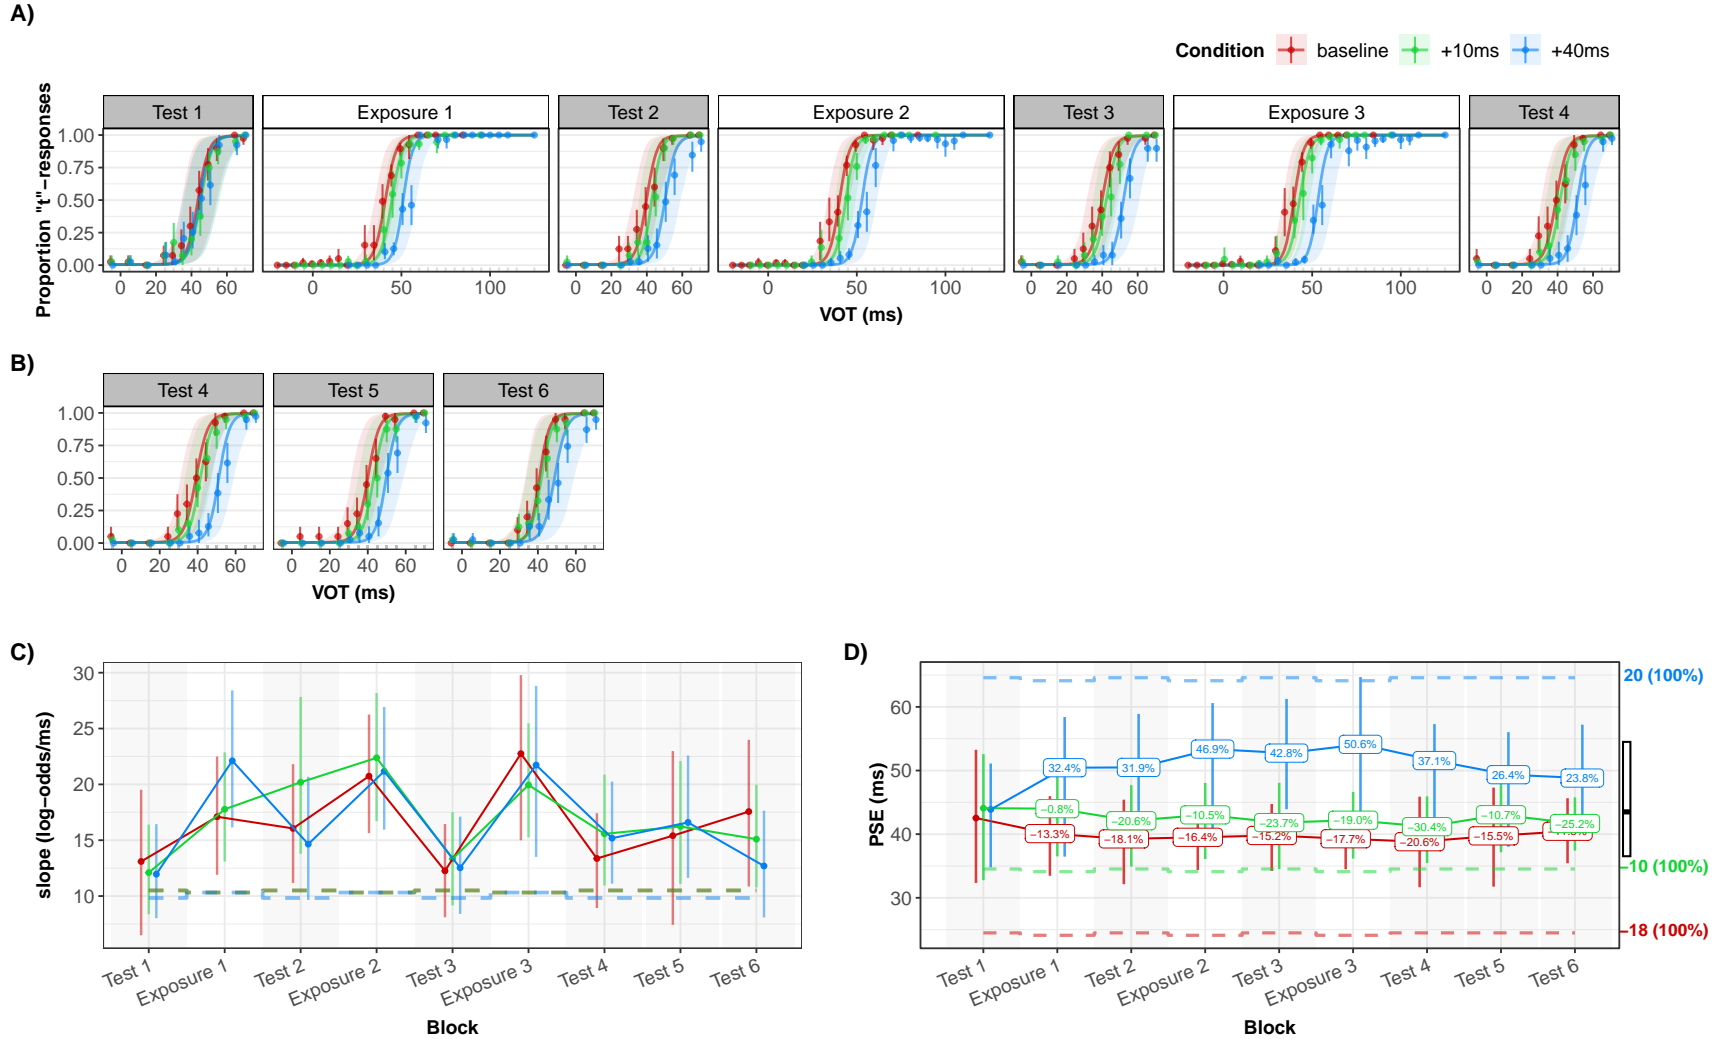 A)
Condition baseline +10ms +40ms
Proportion "t"−responses
Test 1 Exposure 1 Test 2 Exposure 2 Test 3 Exposure 3 Test 4
1.00
0.75
0.50
0.25
0.00
0 20 40 60 0 50 100 0 20 40 60 0 50 100 0 20 40 60 0 50 100 0 20 40 60
VOT (ms)
B)
Test 4 Test 5 Test 6
1.00
0.75
0.50
0.25
0.00
0 20 40 60 0 20 40 60 0 20 40 60
VOT (ms)
C)
slope (log−odds/ms)
30
25
20
15
10
Test 1 Exposure 1 Test 2 Exposure 2 Test 3 Exposure 3 Test 4 Test 5 Test 6
Block
D)
PSE (ms)
60
50
40
30
20 (100%)
−10 (100%)
−18 (100%)
32.4% 31.9% 46.9% 42.8% 50.6% 37.1% 26.4% 23.8%
−0.8% −20.6% −10.5% −23.7% −19.0% −30.4% −10.7% −25.2%
−13.3% −18.1% −16.4% −15.2% −17.7% −20.6% −15.5%
Test 1 Exposure 1 Test 2 Exposure 2 Test 3 Exposure 3 Test 4 Test 5 Test 6
Block